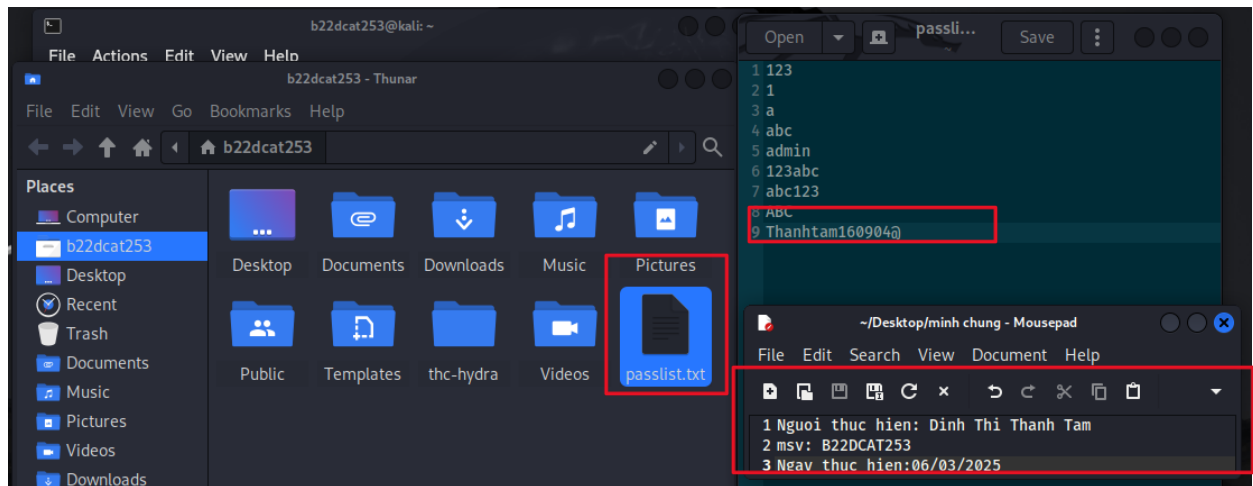 b22dcat253@kali: ~
File Actions Edit View Help
b22dcat253 - Thunar
File Edit View Go Bookmarks Help
b22dcat253
Places
Computer
b22dcat253
Desktop
Recent
Trash
Documents
Music
Pictures
Videos
Downloads
Desktop Documents Downloads Music Pictures
Public Templates thc-hydra Videos passlist.txt
Open passli... Save
1 123
2 1
3 a
4 abc
5 admin
6 123abc
7 abc123
8 ABC
9 Thanhtam160904@
~/Desktop/minh chung - Mousepad
File Edit Search View Document Help
1 Nguoi thuc hien: Dinh Thi Thanh Tam
2 msv: B22DCAT253
3 Ngay thuc hien:06/03/2025